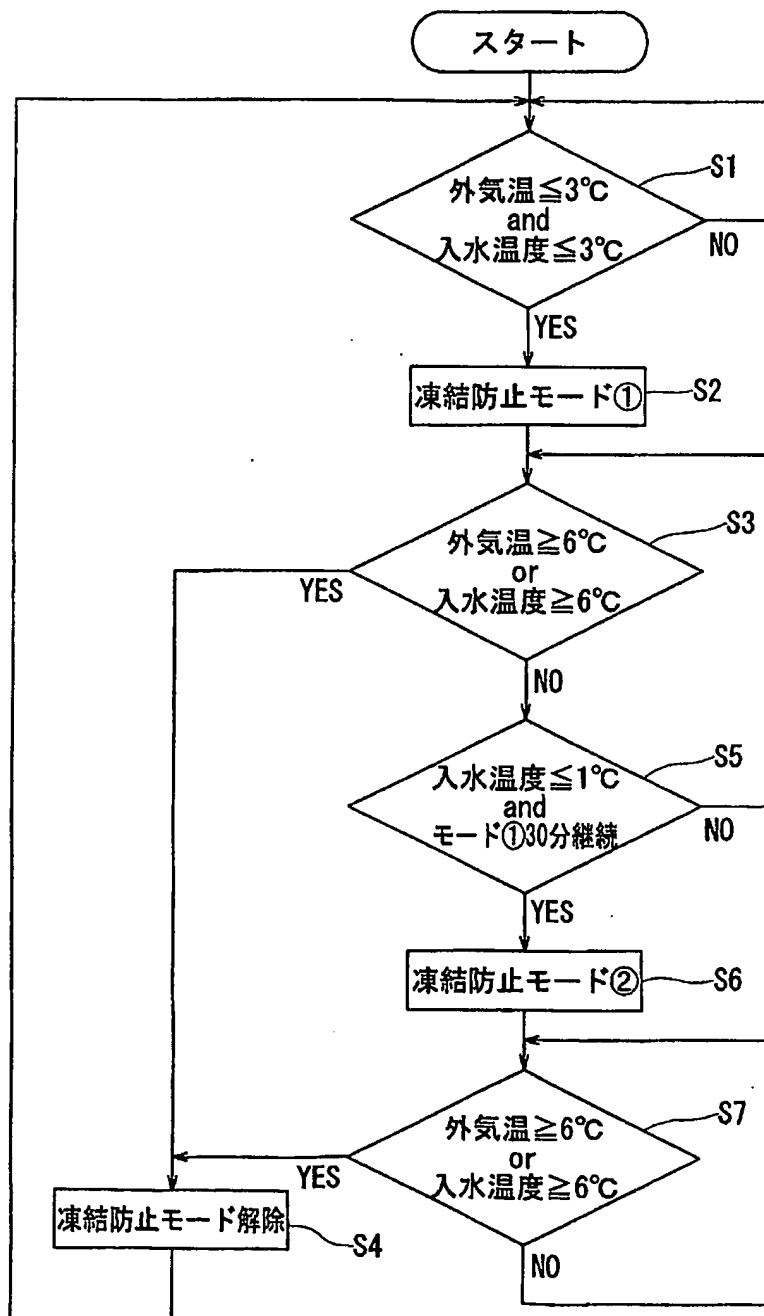 スタート
外気温≦3℃
and
入水温度≦3℃
S1
NO
YES
凍結防止モード①
S2
外気温≧6℃
or
入水温度≧6℃
S3
YES
NO
入水温度≦1℃
and
モード①30分継続
S5
NO
YES
凍結防止モード②
S6
外気温≧6℃
or
入水温度≧6℃
S7
YES
NO
凍結防止モード解除
S4